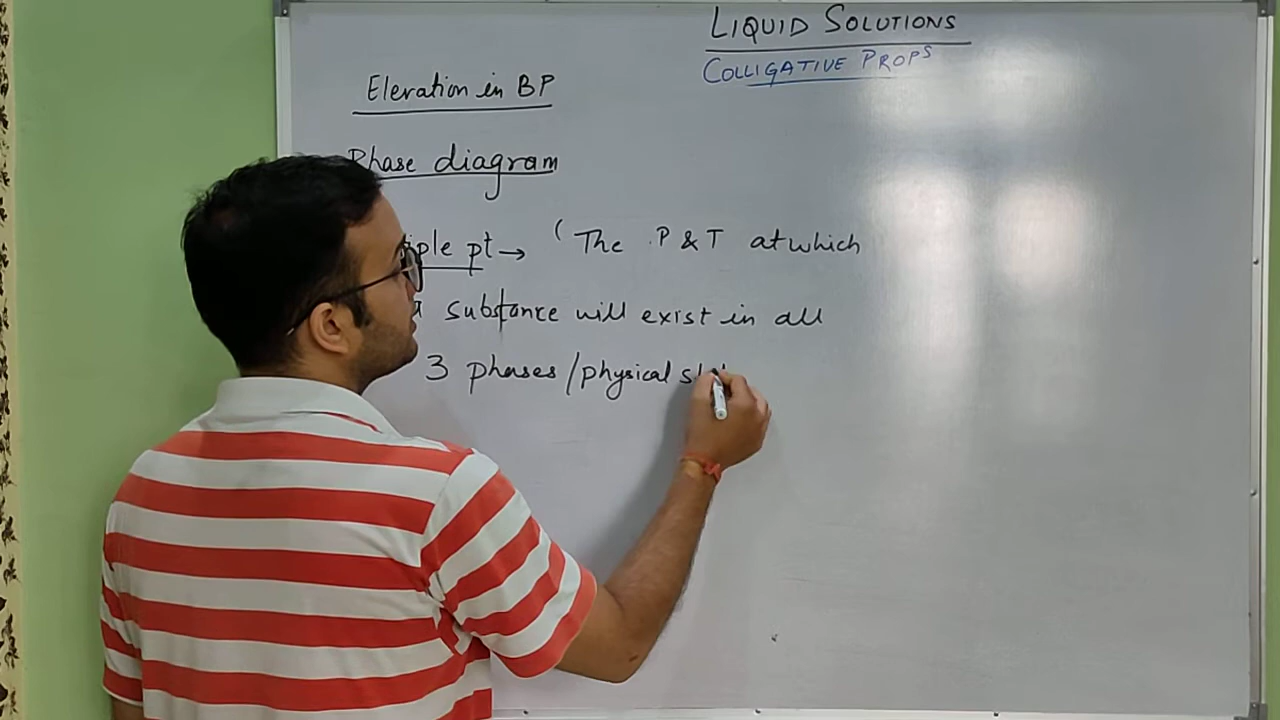 LIQUID SOLUTIONS
COLLIGATIVE PROPS
Elevation in BP
Phase diagram
iple pt → (The P & T at which
substance will exist in all
3 phases/physical